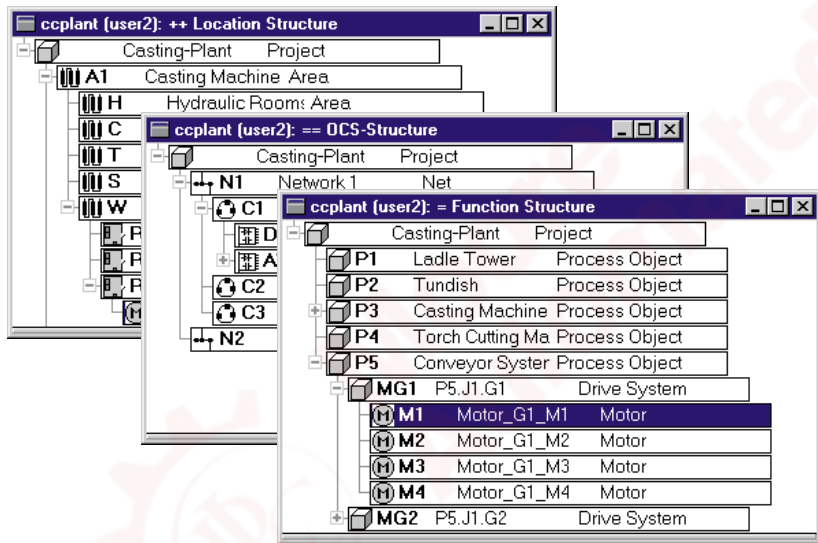 ccplant (user2): ++ Location Structure
Casting-Plant Project
A1 Casting Machine Area
H Hydraulic Rooms Area
C
T
S
W
ccplant (user2): == OCS-Structure
Casting-Plant Project
N1 Network 1 Net
C1
D
A
C2
C3
N2
ccplant (user2): = Function Structure
Casting-Plant Project
P1 Ladle Tower Process Object
P2 Tundish Process Object
P3 Casting Machine Process Object
P4 Torch Cutting Ma Process Object
P5 Conveyor Syster Process Object
MG1 P5.J1.G1 Drive System
M M1 Motor_G1_M1 Motor
M M2 Motor_G1_M2 Motor
M M3 Motor_G1_M3 Motor
M M4 Motor_G1_M4 Motor
MG2 P5.J1.G2 Drive System